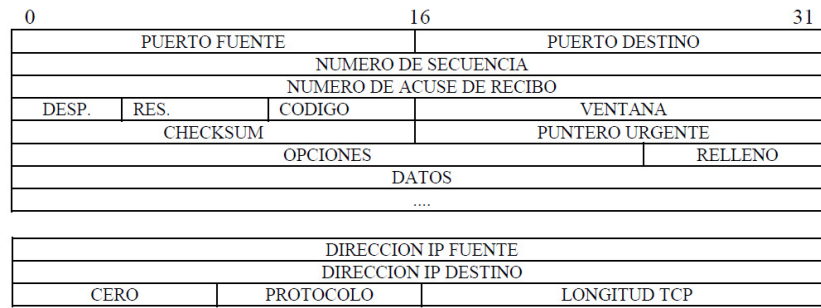 0 16 31
PUERTO FUENTE PUERTO DESTINO
NUMERO DE SECUENCIA
NUMERO DE ACUSE DE RECIBO
DESP. RES. CODIGO VENTANA
CHECKSUM PUNTERO URGENTE
OPCIONES RELLENO
DATOS
....
DIRECCION IP FUENTE
DIRECCION IP DESTINO
CERO PROTOCOLO LONGITUD TCP